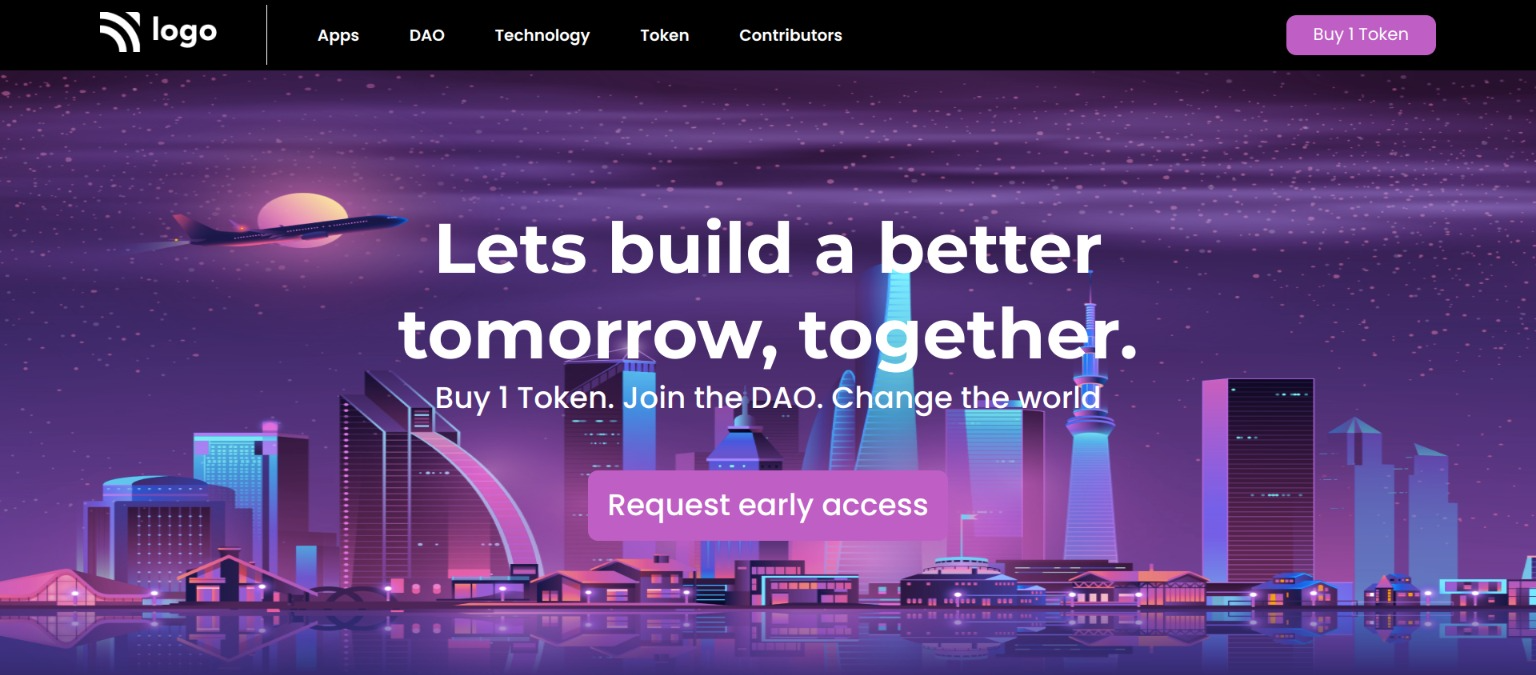 logo
Apps
DAO
Technology
Token
Contributors
Buy 1 Token
Lets build a better
tomorrow, together.
Buy 1 Token. Join the DAO. Change the world
Request early access